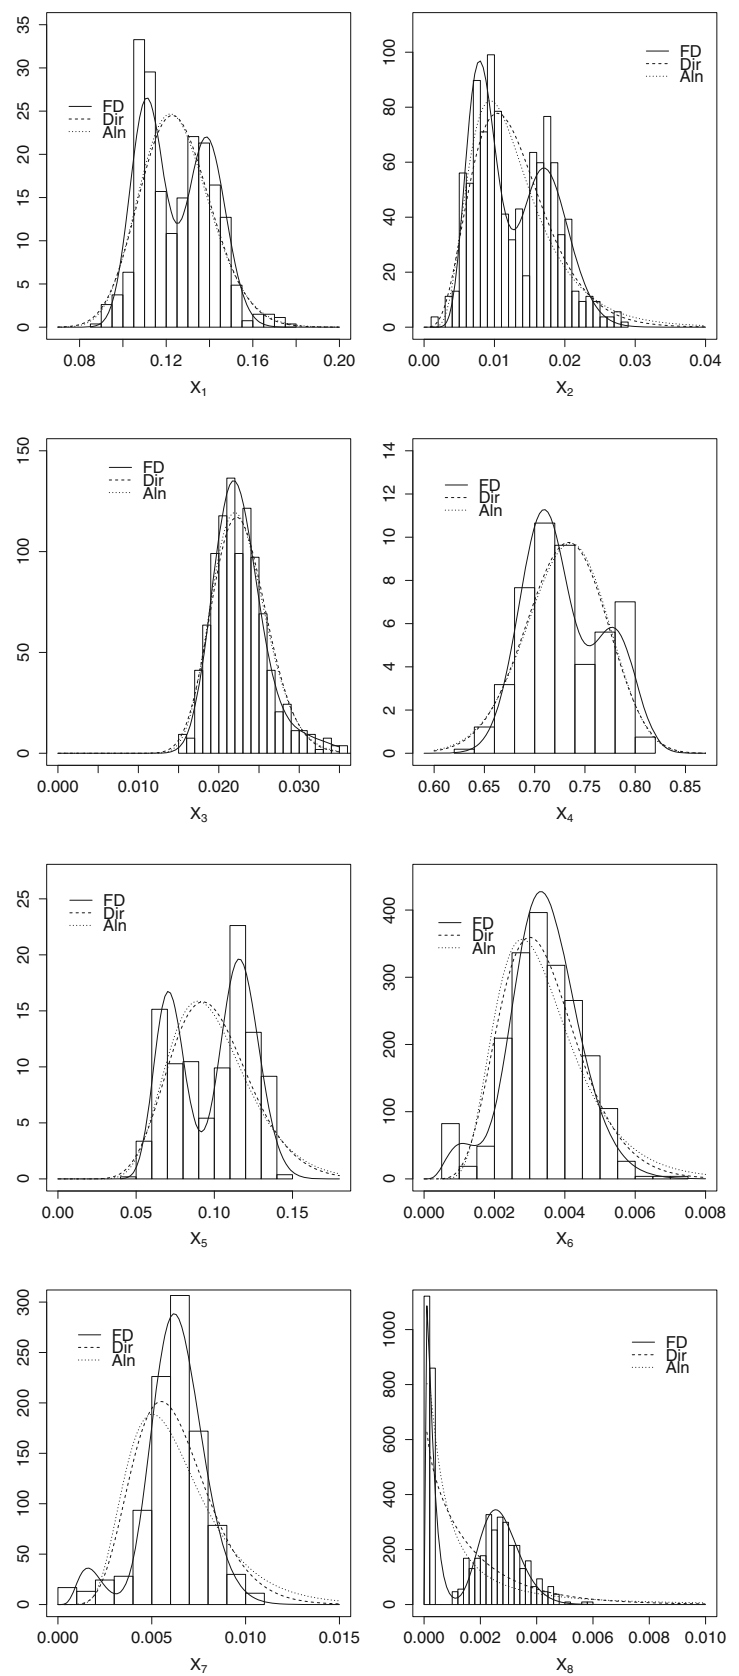 35
30
25
20
15
10
5
0
FD
Dir
Aln
0.08 0.12 0.16 0.20
X1
100
80
60
40
20
0
FD
Dir
Aln
0.00 0.01 0.02 0.03 0.04
X2
150
100
50
0
FD
Dir
Aln
0.000 0.010 0.020 0.030
X3
14
12
10
8
6
4
2
0
FD
Dir
Aln
0.60 0.65 0.70 0.75 0.80 0.85
X4
25
20
15
10
5
0
FD
Dir
Aln
0.00 0.05 0.10 0.15
X5
400
300
200
100
0
FD
Dir
Aln
0.000 0.002 0.004 0.006 0.008
X6
300
250
200
150
100
50
0
FD
Dir
Aln
0.000 0.005 0.010 0.015
X7
1000
800
600
400
200
0
FD
Dir
Aln
0.000 0.002 0.004 0.006 0.008 0.010
X8